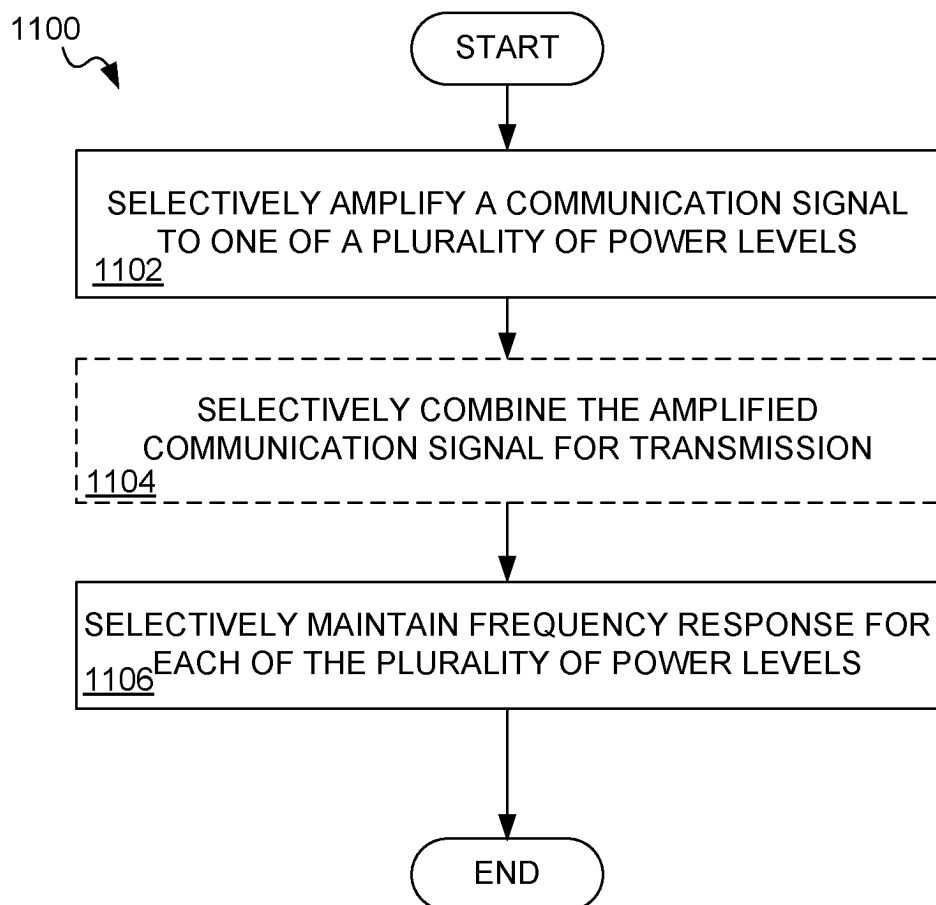 1100
START
SELECTIVELY AMPLIFY A COMMUNICATION SIGNAL
TO ONE OF A PLURALITY OF POWER LEVELS
1102
SELECTIVELY COMBINE THE AMPLIFIED
COMMUNICATION SIGNAL FOR TRANSMISSION
1104
SELECTIVELY MAINTAIN FREQUENCY RESPONSE FOR
EACH OF THE PLURALITY OF POWER LEVELS
1106
END